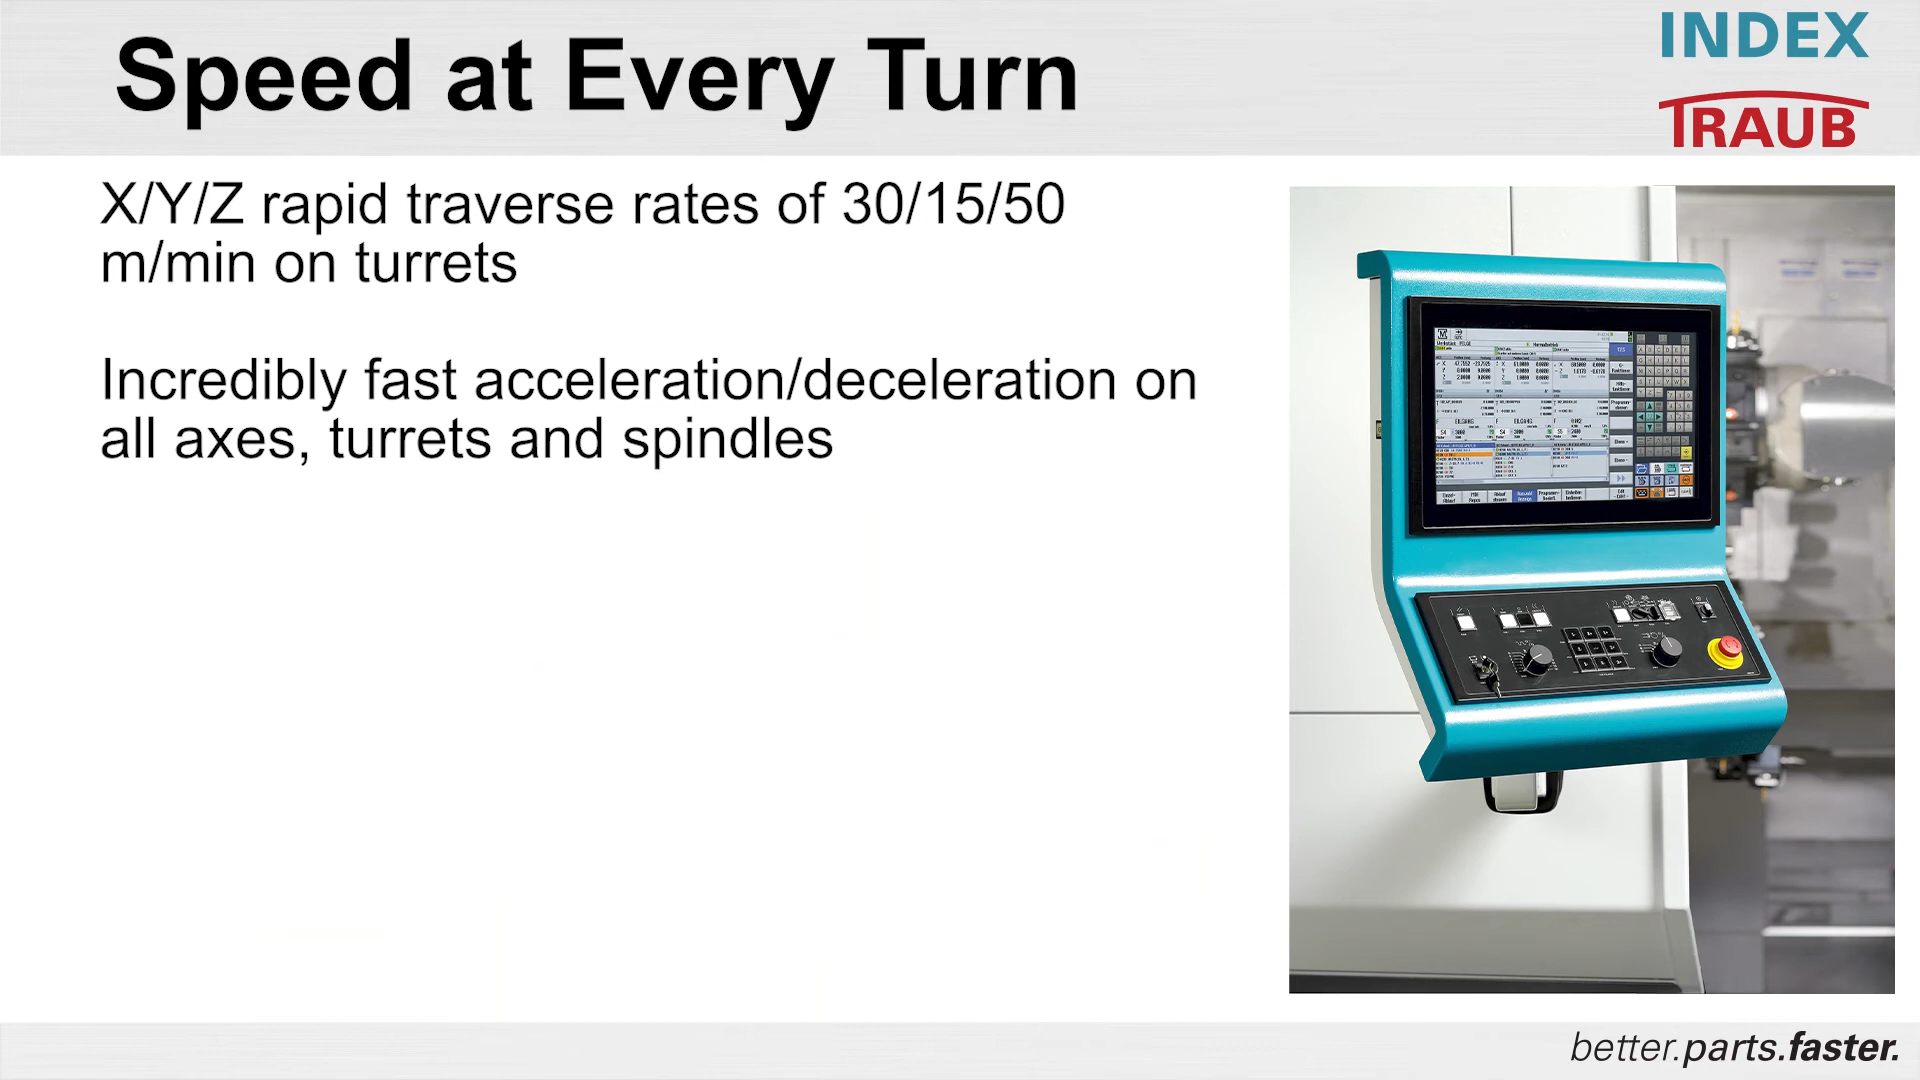 Speed at Every Turn
INDEX
TRAUB
X/Y/Z rapid traverse rates of 30/15/50
m/min on turrets
Incredibly fast acceleration/deceleration on
all axes, turrets and spindles
better.parts.faster.